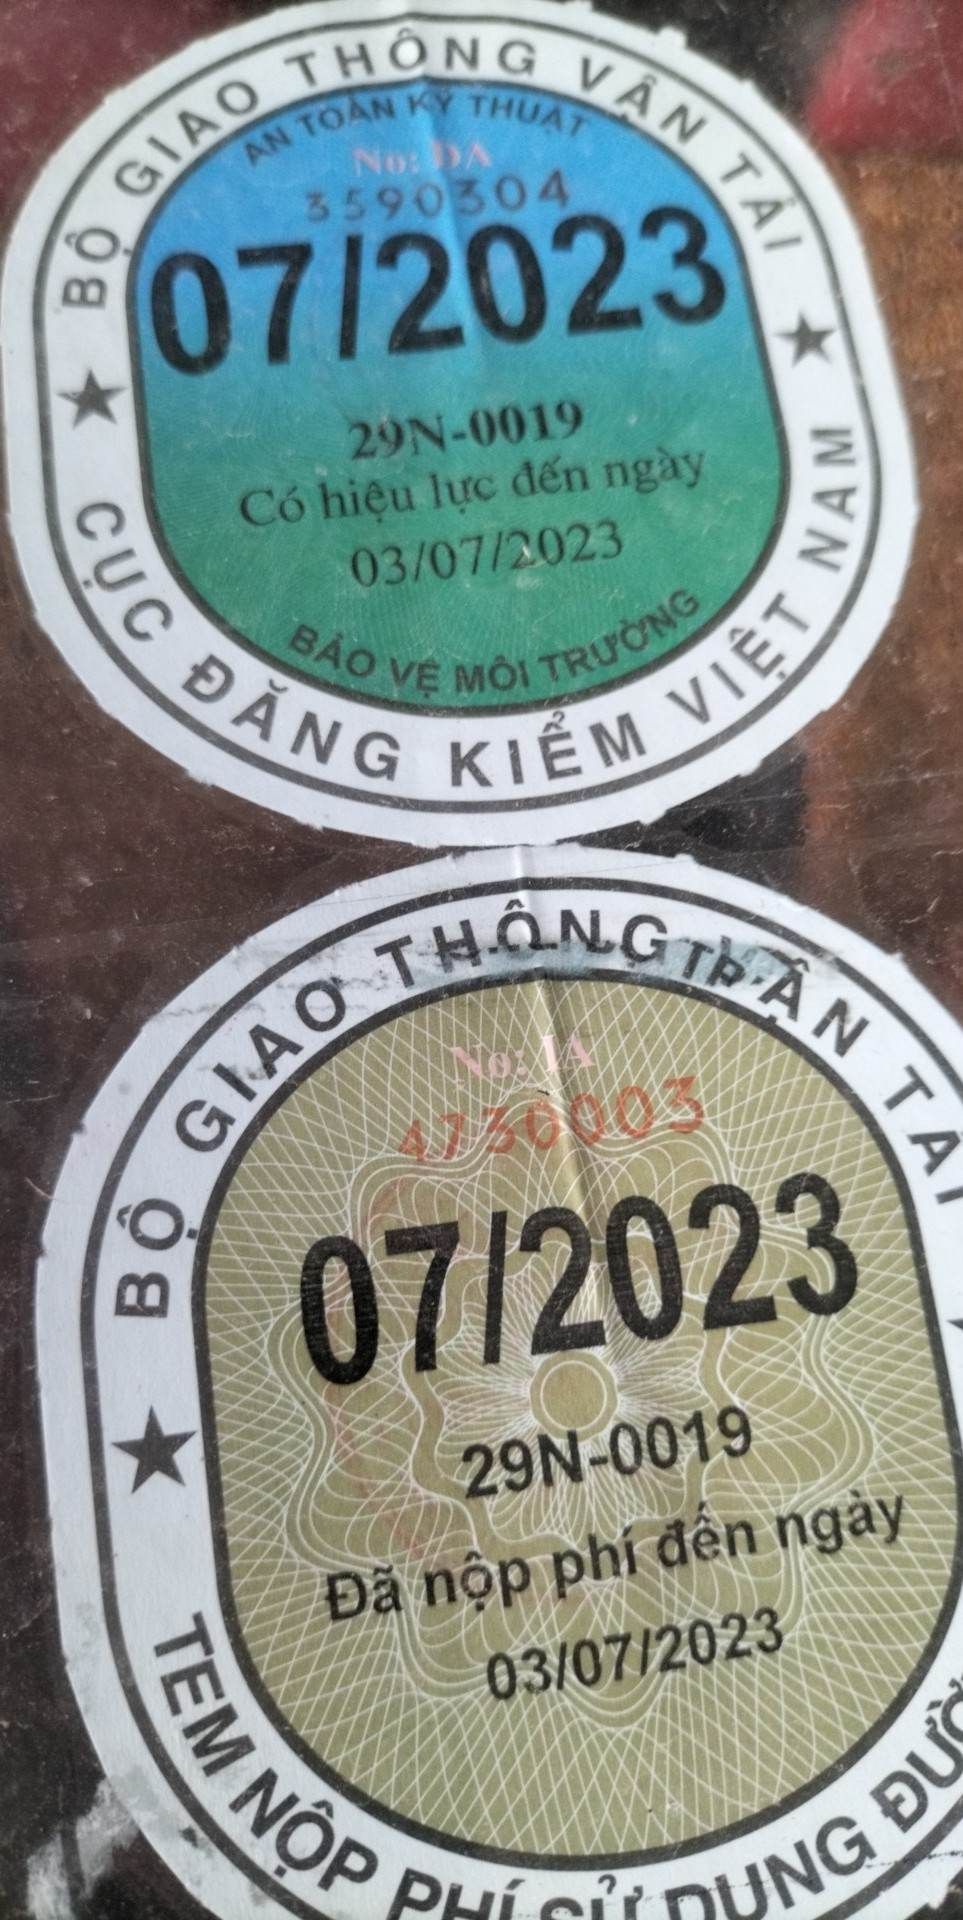 BỘ GIAO THÔNG VẬN TẢI
AN TOÀN KỸ THUẬT
No: DA
3590304
07/2023
29N-0019
Có hiệu lực đến ngày
03/07/2023
BẢO VỆ MÔI TRƯỜNG
CỤC ĐĂNG KIỂM VIỆT NAM
BỘ GIAO THÔNG VẬN TẢI
No: IA
4730003
07/2023
29N-0019
Đã nộp phí đến ngày
03/07/2023
TEM NỘP PHÍ SỬ DỤNG ĐƯỜ